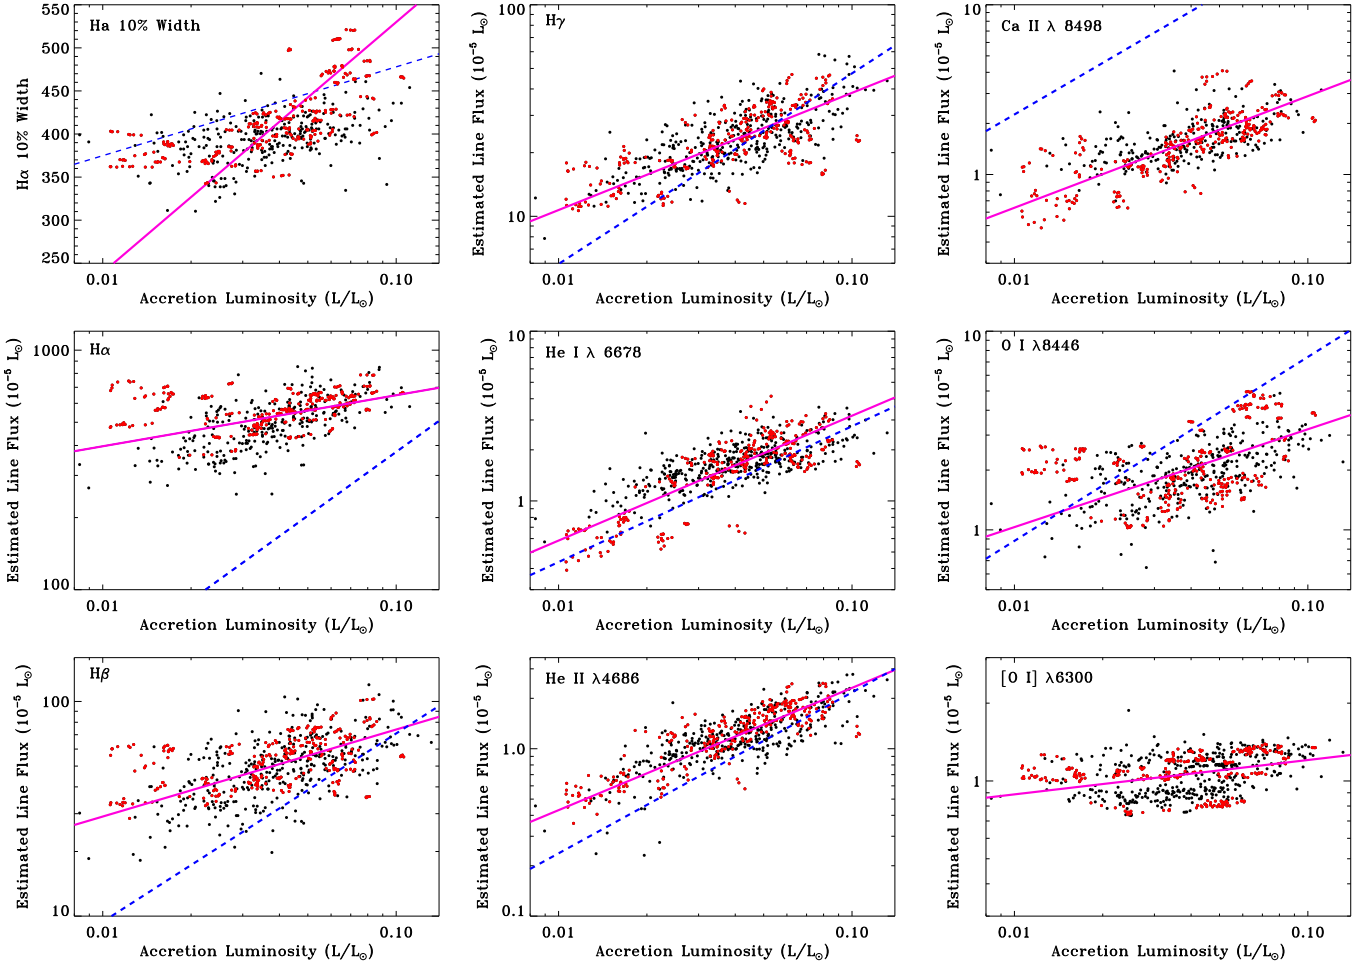 550
500
450
400
350
300
250
Hα 10% Width
Ha 10% Width
0.01
0.10
Accretion Luminosity (L/L⊙)
100
10
Estimated Line Flux (10⁻⁵ L⊙)
Hγ
0.01
0.10
Accretion Luminosity (L/L⊙)
10
1
Estimated Line Flux (10⁻⁵ L⊙)
Ca II λ 8498
0.01
0.10
Accretion Luminosity (L/L⊙)
1000
100
Estimated Line Flux (10⁻⁵ L⊙)
Hα
0.01
0.10
Accretion Luminosity (L/L⊙)
10
1
Estimated Line Flux (10⁻⁵ L⊙)
He I λ 6678
0.01
0.10
Accretion Luminosity (L/L⊙)
10
1
Estimated Line Flux (10⁻⁵ L⊙)
O I λ8446
0.01
0.10
Accretion Luminosity (L/L⊙)
100
10
Estimated Line Flux (10⁻⁵ L⊙)
Hβ
0.01
0.10
Accretion Luminosity (L/L⊙)
1.0
0.1
Estimated Line Flux (10⁻⁵ L⊙)
He II λ4686
0.01
0.10
Accretion Luminosity (L/L⊙)
1
Estimated Line Flux (10⁻⁵ L⊙)
[O I] λ6300
0.01
0.10
Accretion Luminosity (L/L⊙)